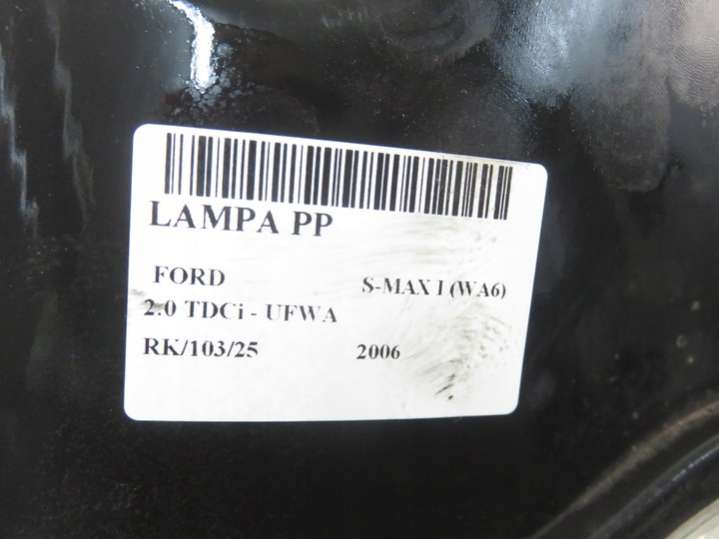 LAMPA PP
FORD S-MAX I (WA6)
2.0 TDCi - UFWA
RK/103/25 2006